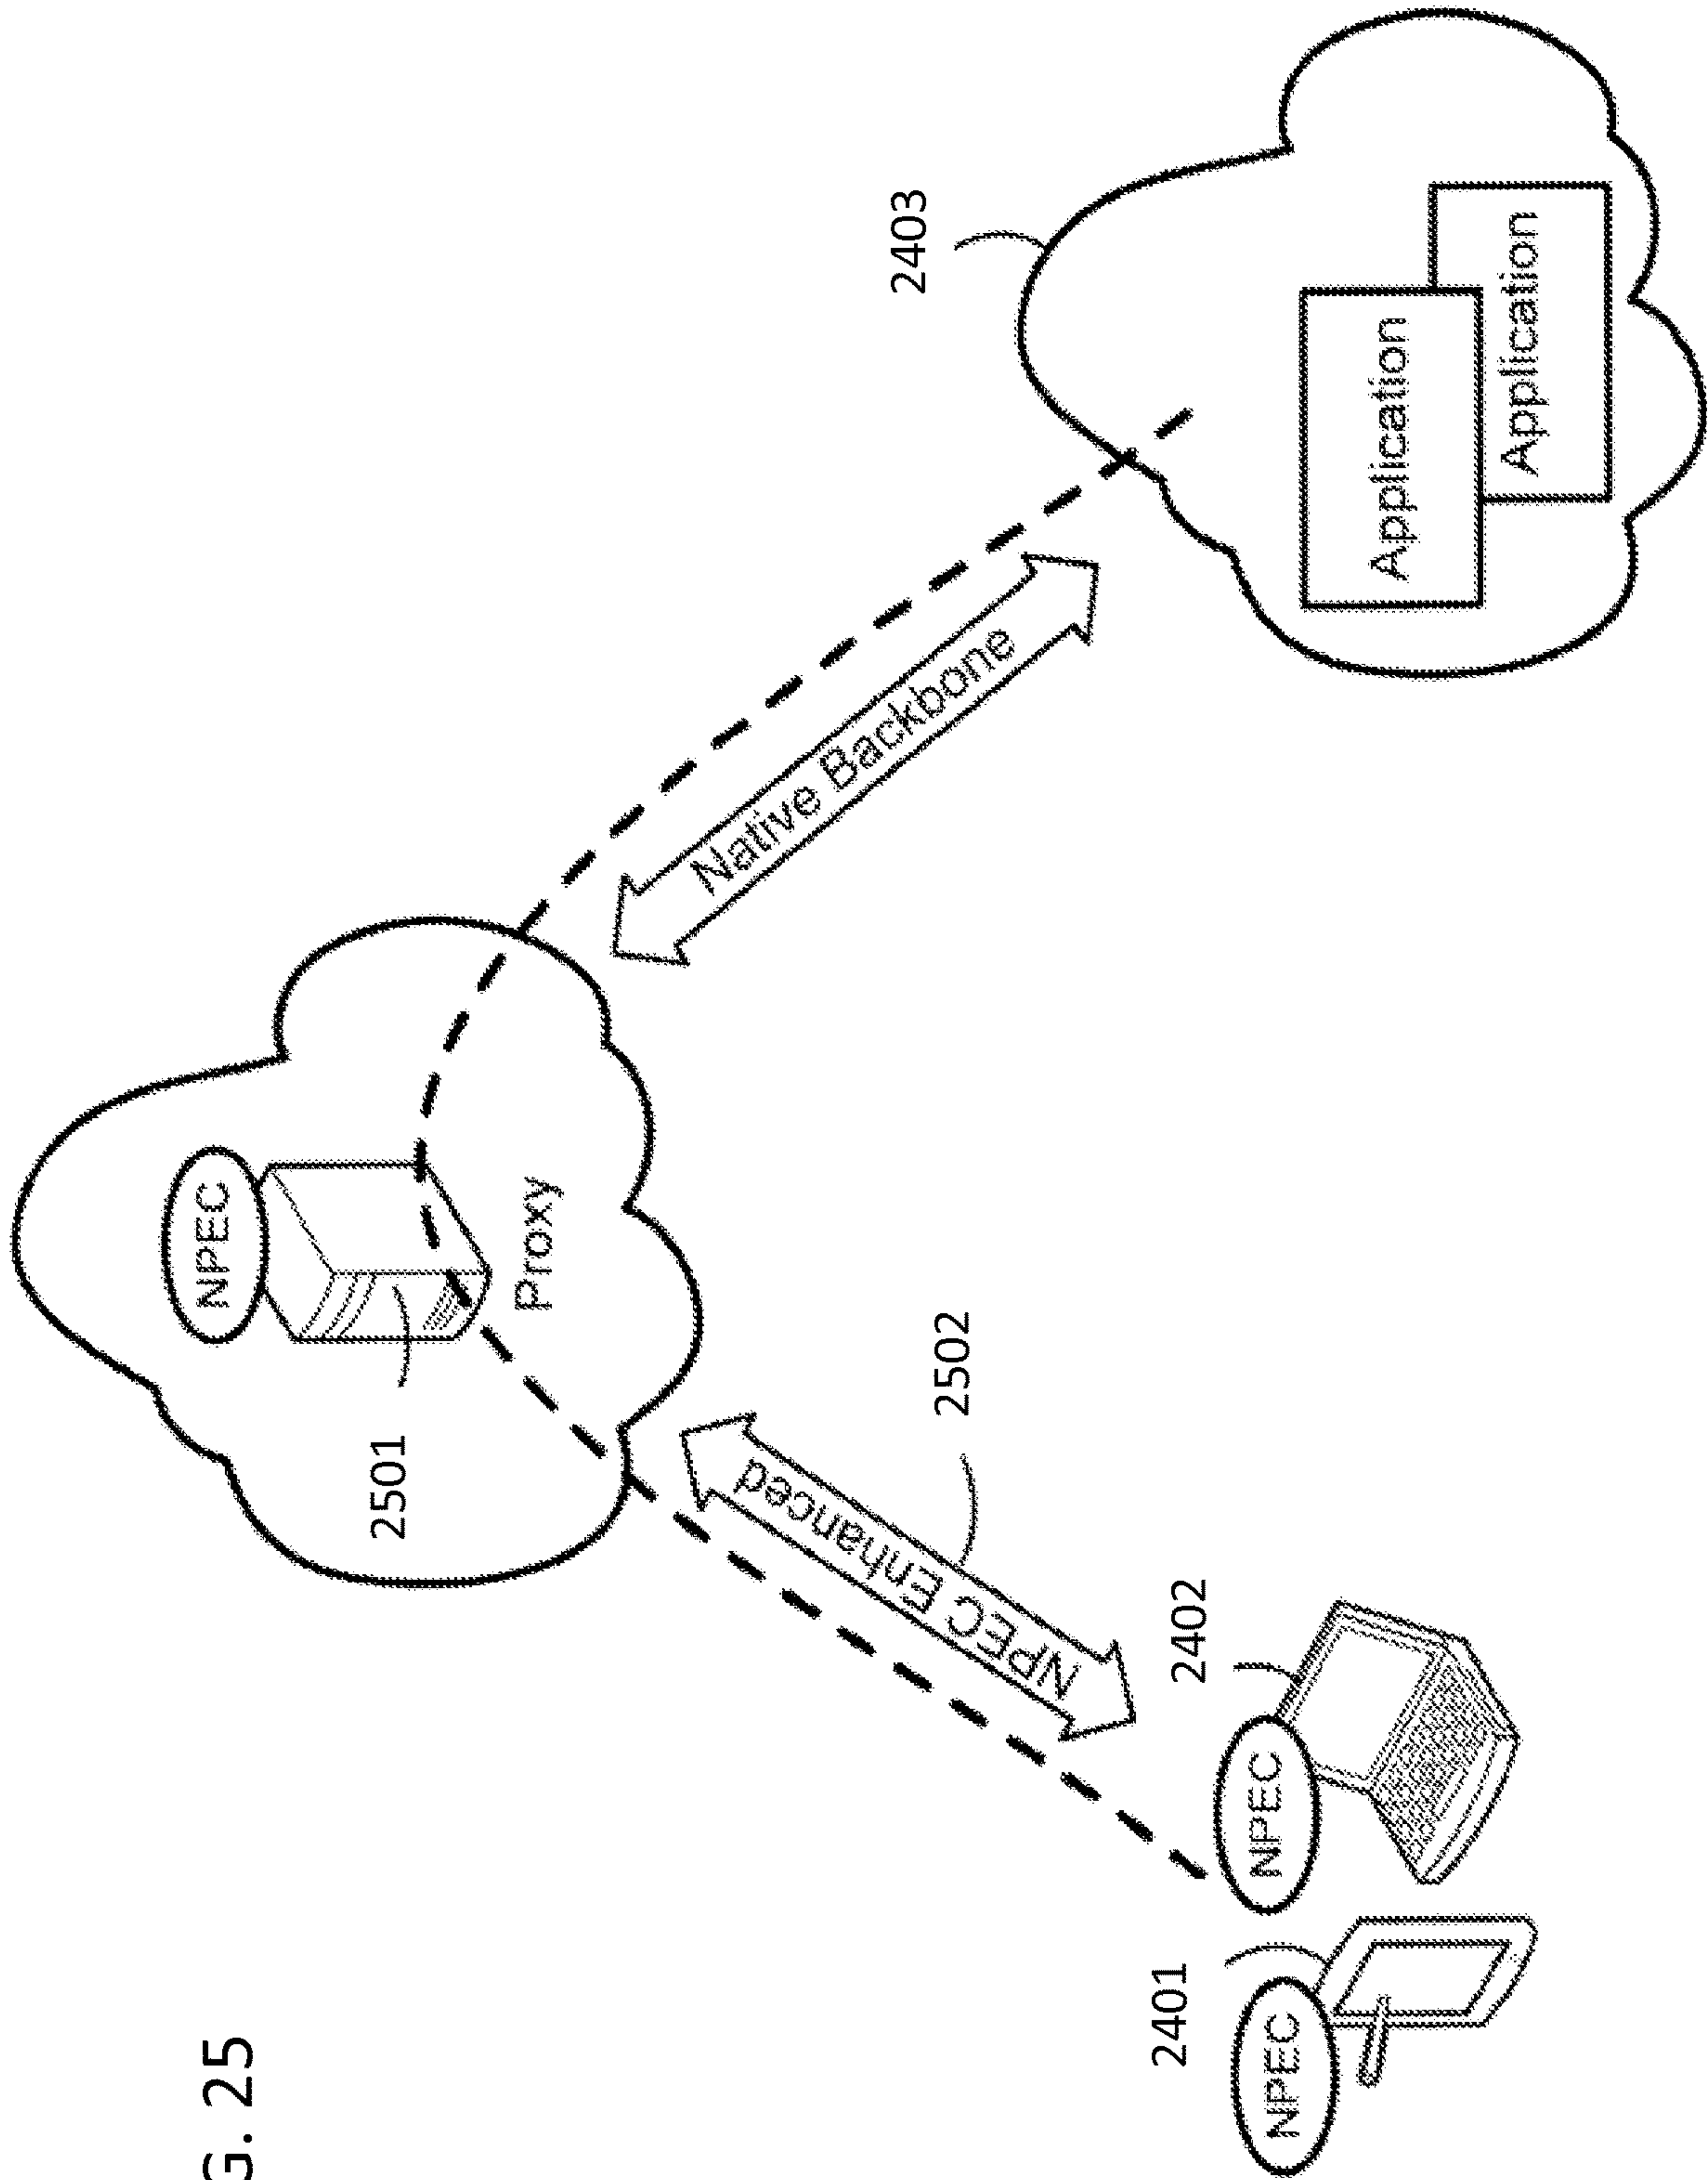 G. 25
NPEC
2501
Proxy
2403
Native Backbone
NPEC Enhanced
2502
2401
2402
NPEC
NPEC
Application
Application